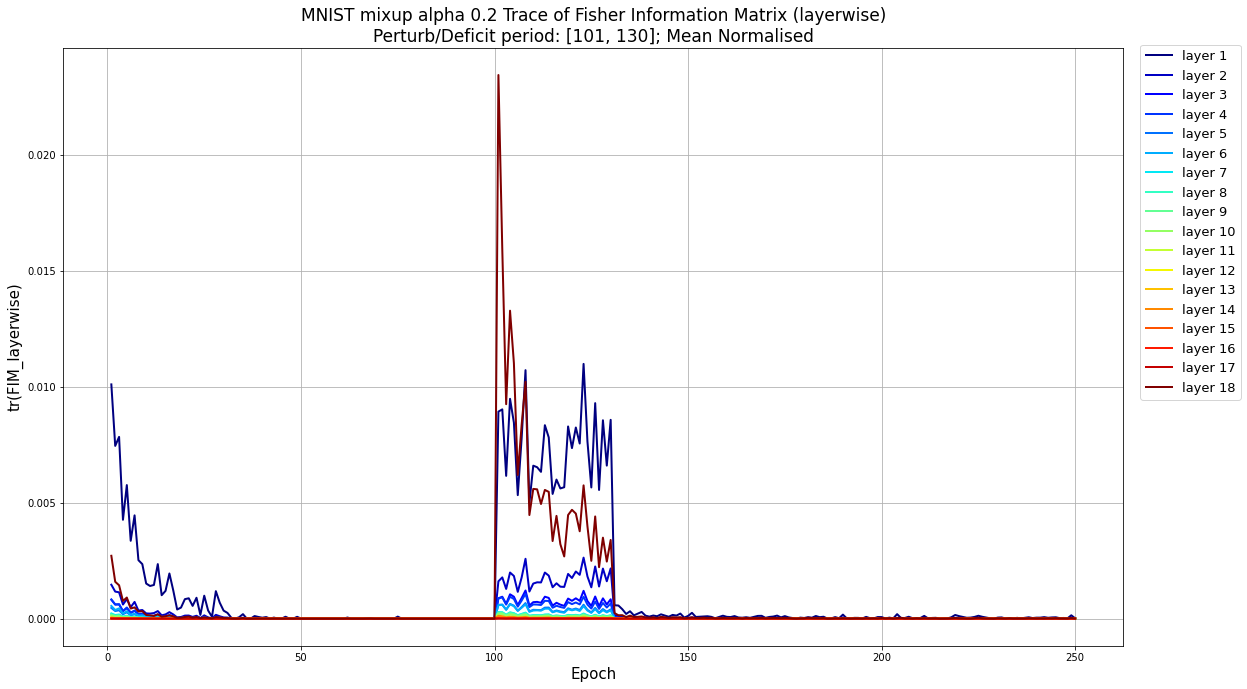 MNIST mixup alpha 0.2 Trace of Fisher Information Matrix (layerwise)
Perturb/Deficit period: [101, 130]; Mean Normalised
tr(FIM_layerwise)
0.020
0.015
0.010
0.005
0.000
0
50
100
150
200
250
Epoch
layer 1
layer 2
layer 3
layer 4
layer 5
layer 6
layer 7
layer 8
layer 9
layer 10
layer 11
layer 12
layer 13
layer 14
layer 15
layer 16
layer 17
layer 18